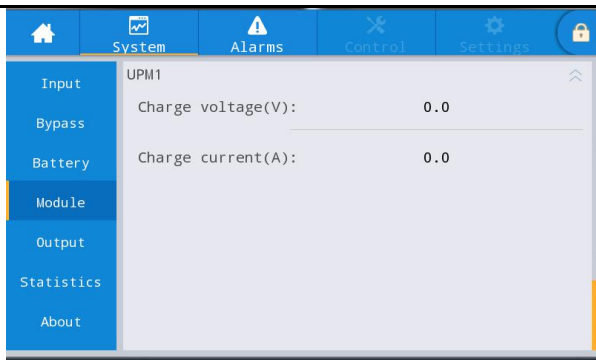 System Alarms Control Settings
Input
Bypass
Battery
Module
Output
Statistics
About
UPM1
Charge voltage(V): 0.0
Charge current(A): 0.0